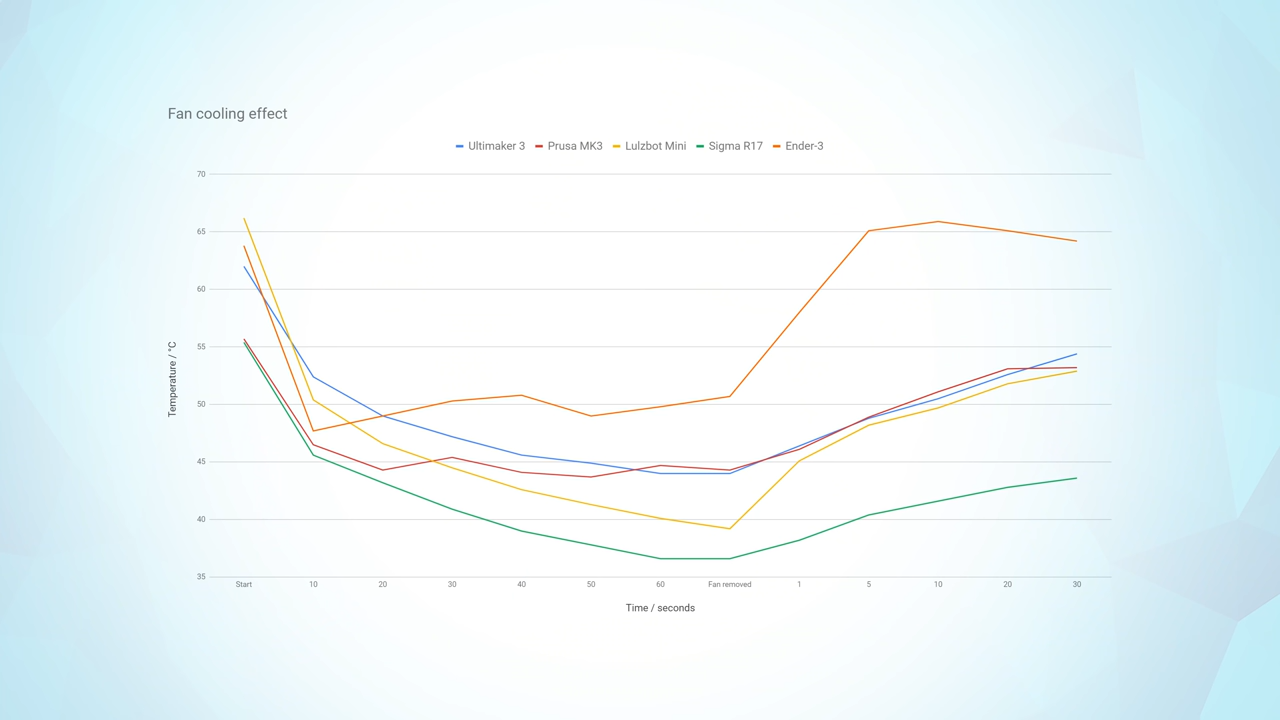 Fan cooling effect
Ultimaker 3 Prusa MK3 Lulzbot Mini Sigma R17 Ender-3
70
65
60
55
50
45
40
35
Temperature / °C
Start 10 20 30 40 50 60 Fan removed 1 5 10 20 30
Time / seconds